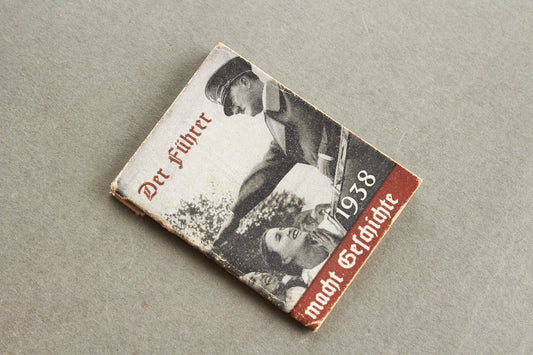 Der Führer
1938
macht Geschichte